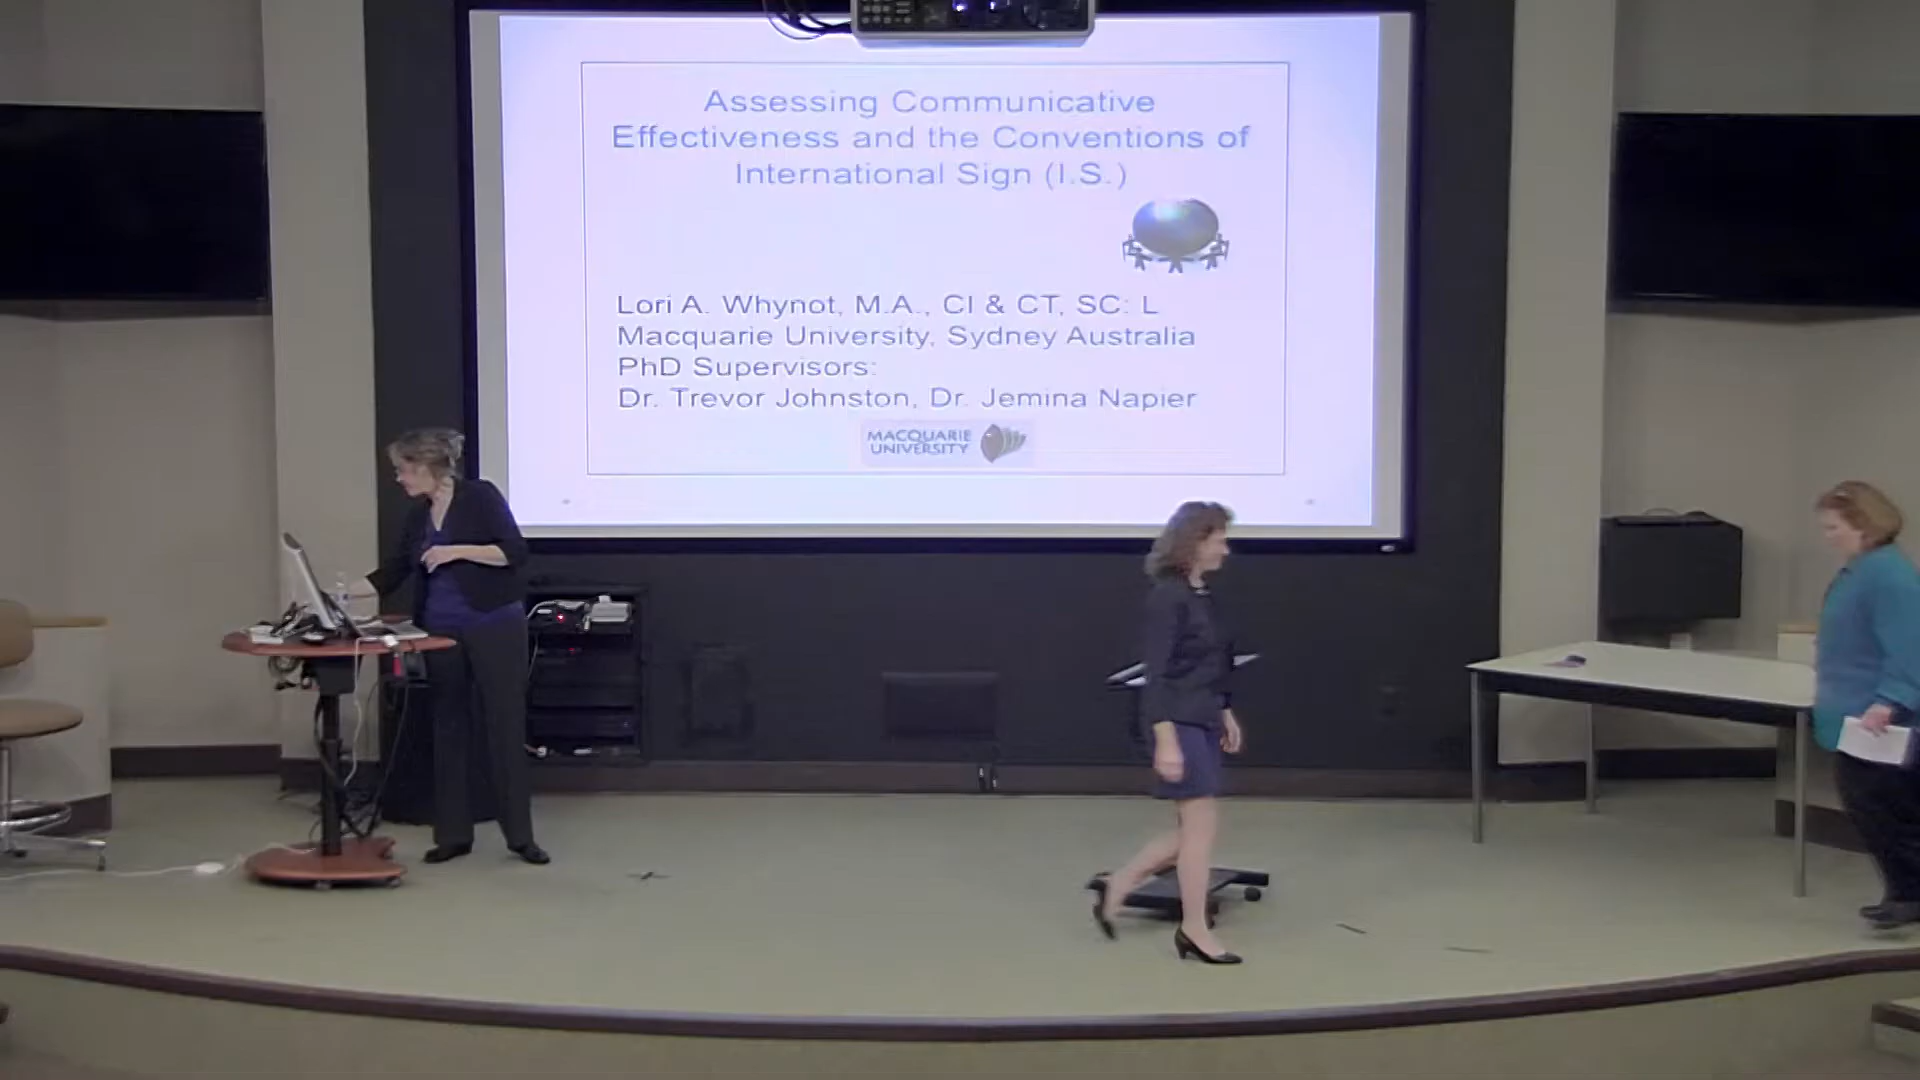 Assessing Communicative
Effectiveness and the Conventions of
International Sign (I.S.)
Lori A. Whynot, M.A., CI & CT, SC: L
Macquarie University, Sydney Australia
PhD Supervisors:
Dr. Trevor Johnston, Dr. Jemina Napier
MACQUARIE
UNIVERSITY